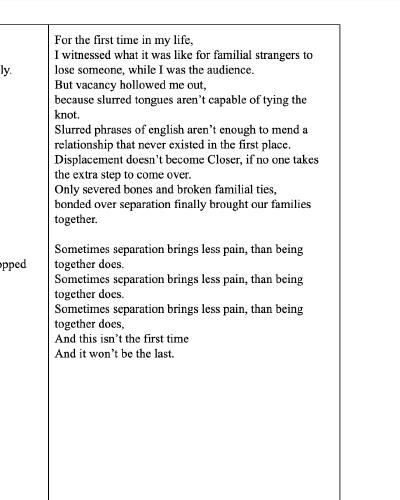 For the first time in my life,
I witnessed what it was like for familial strangers to
ly.
lose someone, while I was the audience.
But vacancy hollowed me out,
because slurred tongues aren’t capable of tying the
knot.
Slurred phrases of english aren’t enough to mend a
relationship that never existed in the first place.
Displacement doesn’t become Closer, if no one takes
the extra step to come over.
Only severed bones and broken familial ties,
bonded over separation finally brought our families
together.
Sometimes separation brings less pain, than being
opped
together does.
Sometimes separation brings less pain, than being
together does.
Sometimes separation brings less pain, than being
together does,
And this isn’t the first time
And it won’t be the last.